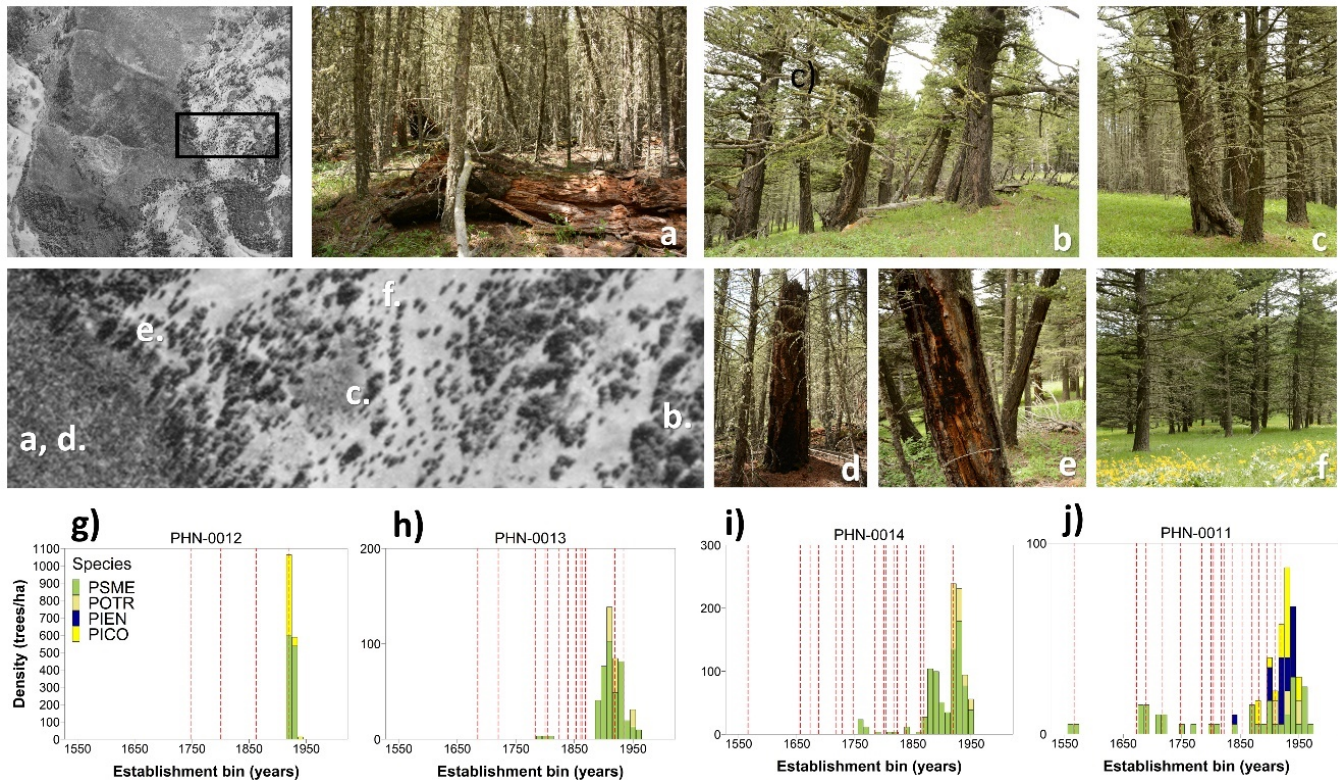 c)
a
b
c
e.
f.
c.
a, d.
b.
d
e
f
g)
h)
i)
j)
PHN-0012
PHN-0013
PHN-0014
PHN-0011
Density (trees/ha)
1100
1000
900
800
700
600
500
400
300
200
100
0
Species
PSME
POTR
PIEN
PICO
1550 1650 1750 1850 1950
Establishment bin (years)
200
100
0
1550 1650 1750 1850 1950
Establishment bin (years)
300
200
100
0
1550 1650 1750 1850 1950
Establishment bin (years)
100
0
1650 1750 1850 1950
Establishment bin (years)